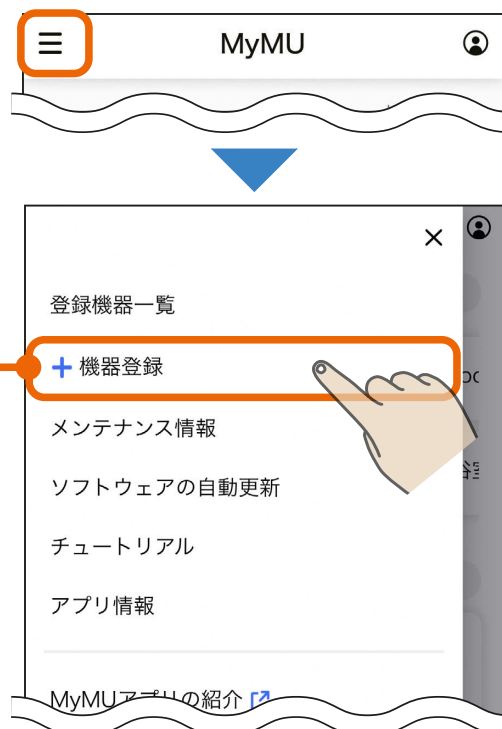 MyMU
登録機器一覧
機器登録
メンテナンス情報
ソフトウェアの自動更新
チュートリアル
アプリ情報
MyMUアプリの紹介